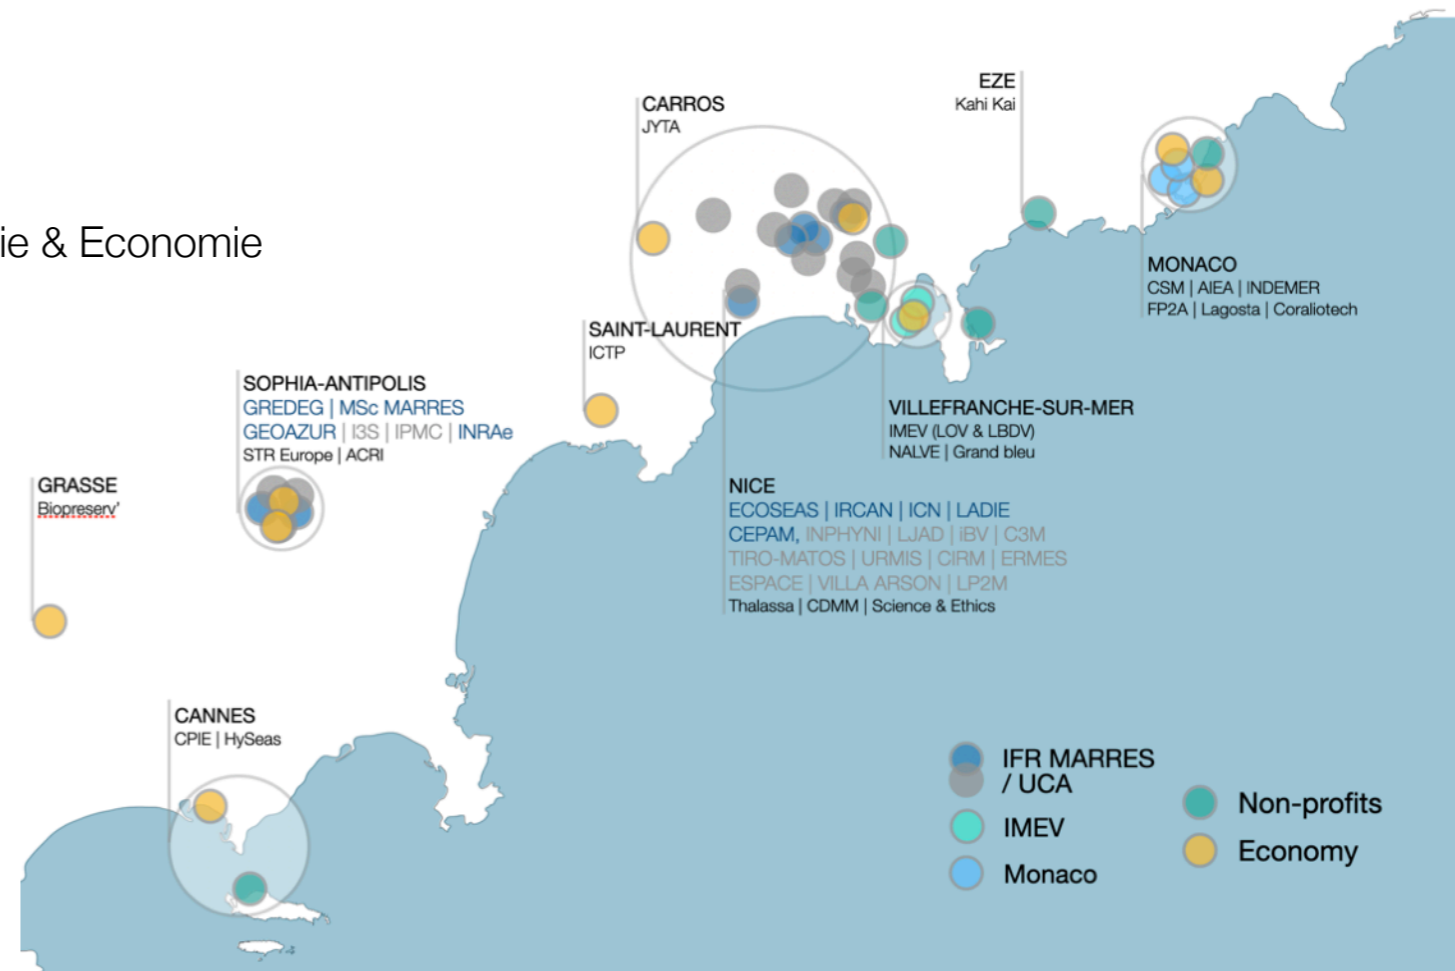 ie & Economie
EZE
Kahi Kai
CARROS
JYTA
MONACO
CSM | AIEA | INDEMER
FP2A | Lagosta | Coraliotech
SAINT-LAURENT
ICTP
SOPHIA-ANTIPOLIS
GREDEG | MSc MARRES
GEOAZUR | I3S | IPMC | INRAe
STR Europe | ACRI
VILLEFRANCHE-SUR-MER
IMEV (LOV & LBDV)
NALVE | Grand bleu
GRASSE
Biopreserv'
NICE
ECOSEAS | IRCAN | ICN | LADIE
CEPAM, INPHYNI | LJAD | iBV | C3M
TIRO-MATOS | URMIS | CIRM | ERMES
ESPACE | VILLA ARSON | LP2M
Thalassa | CDMM | Science & Ethics
CANNES
CPIE | HySeas
IFR MARRES
/ UCA
IMEV
Monaco
Non-profits
Economy